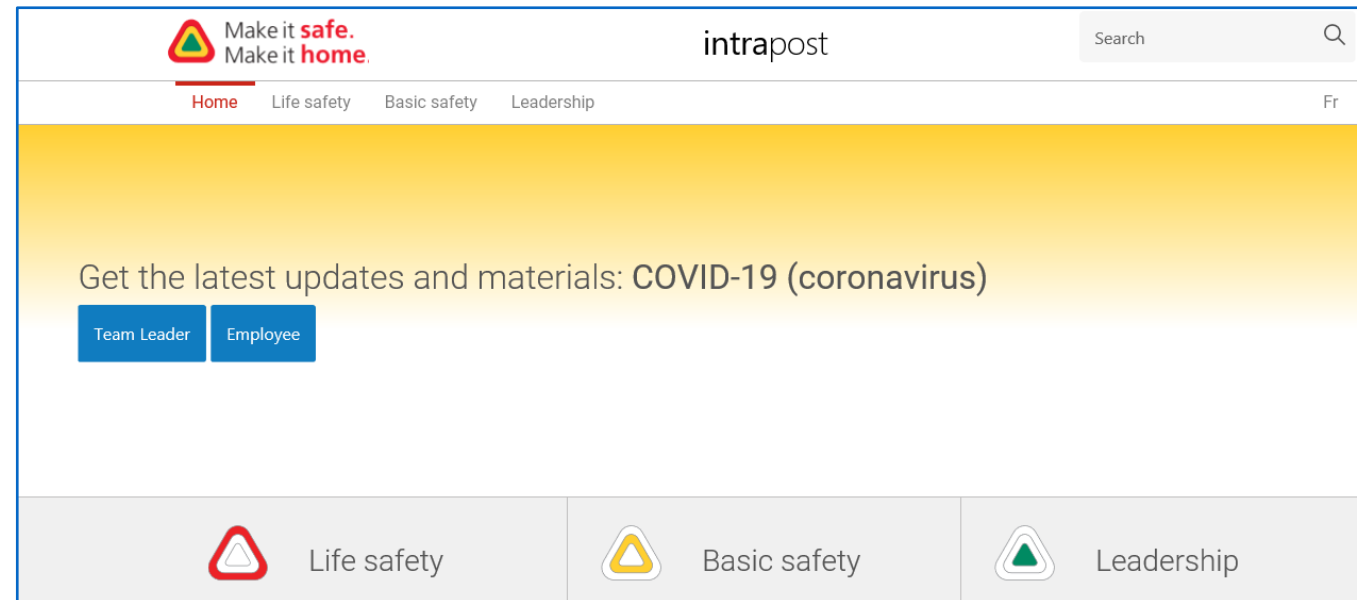 Make it safe.
Make it home.
intrapost
Search
Home Life safety Basic safety Leadership Fr
Get the latest updates and materials: COVID-19 (coronavirus)
Team Leader Employee
Life safety Basic safety Leadership